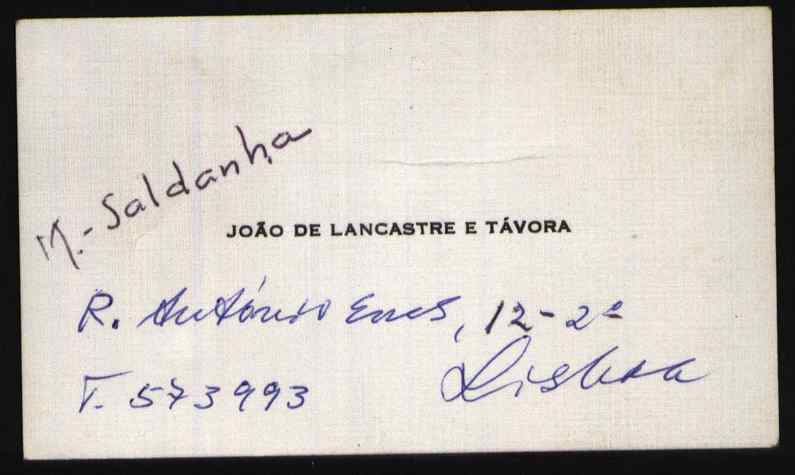 M.- Saldanha
JOÃO DE LANCASTRE E TÁVORA
R. António Enes, 12-2º
T. 573993 Lisboa